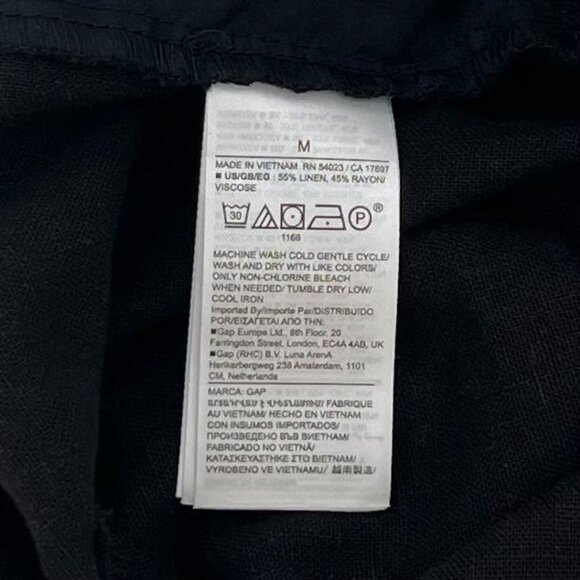 M
MADE IN VIETNAM RN 54023 / CA 17897
■ US/GB/EG : 55% LINEN, 45% RAYON/
VISCOSE
30 P ®
1166
MACHINE WASH COLD GENTLE CYCLE/
WASH AND DRY WITH LIKE COLORS/
ONLY NON-CHLORINE BLEACH
WHEN NEEDED/ TUMBLE DRY LOW/
COOL IRON
Imported By/Importe Par/DISTRIBUIDO
POR/ΕΙΣΑΓΕΤΑΙ ΑΠΟ ΤΗΝ:
■Gap Europe Ltd., 8th Floor, 20
Farringdon Street, London, EC4A 4AB, UK
■Gap (RHC) B.V. Luna ArenA
Herikerbergweg 238 Amsterdam, 1101
CM, Netherlands
MARCA: GAP
ԱՐՏԱԴՐՎԱԾ Է ՎԻԵՏՆԱՄՈՒՄ/ FABRIQUE
AU VIETNAM/ HECHO EN VIETNAM
CON INSUMOS IMPORTADOS/
ПРОИЗВЕДЕНО ВЪВ ВИЕТНАМ/
FABRICADO NO VIETNÃ/
ΚΑΤΑΣΚΕΥΑΣΤΗΚΕ ΣΤΟ ΒΙΕΤΝΑΜ/
VYROBENO VE VIETNAMU/ 越南製造/